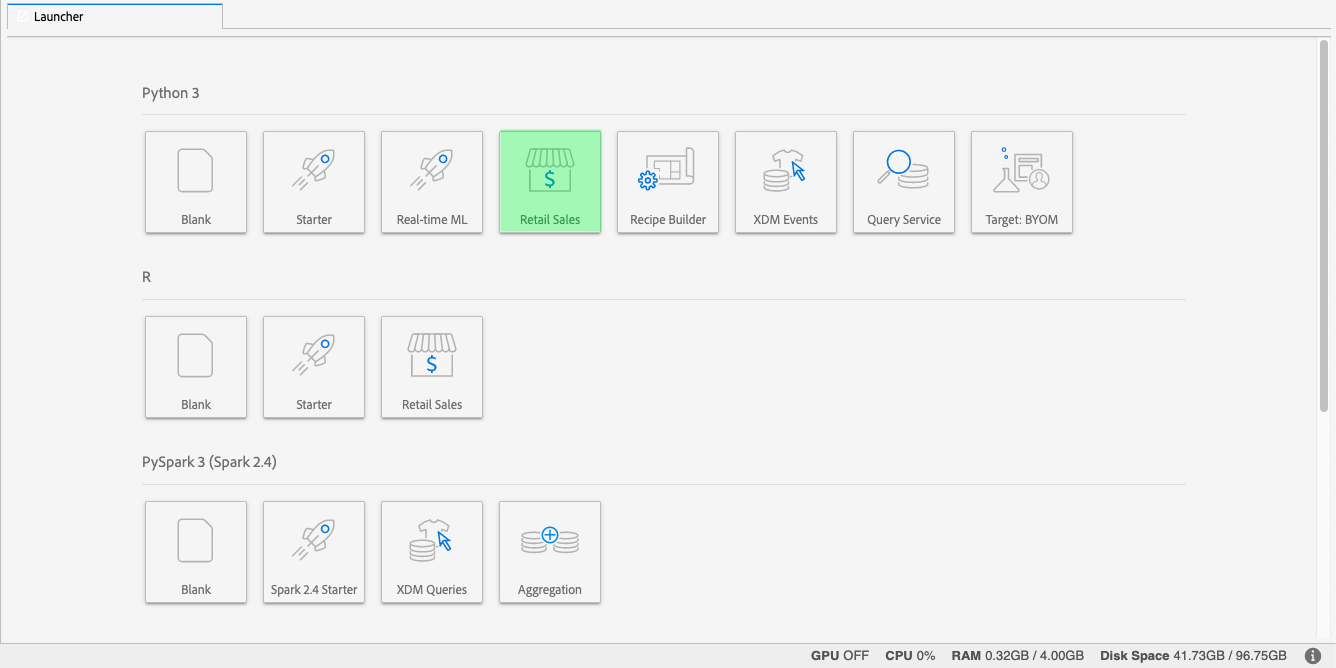 Launcher
Python 3
Blank
Starter
Real-time ML
$
Retail Sales
Recipe Builder
XDM Events
Query Service
Target: BYOM
R
Blank
Starter
$
Retail Sales
PySpark 3 (Spark 2.4)
Blank
Spark 2.4 Starter
XDM Queries
Aggregation
GPU OFF CPU 0% RAM 0.32GB / 4.00GB Disk Space 41.73GB / 96.75GB i